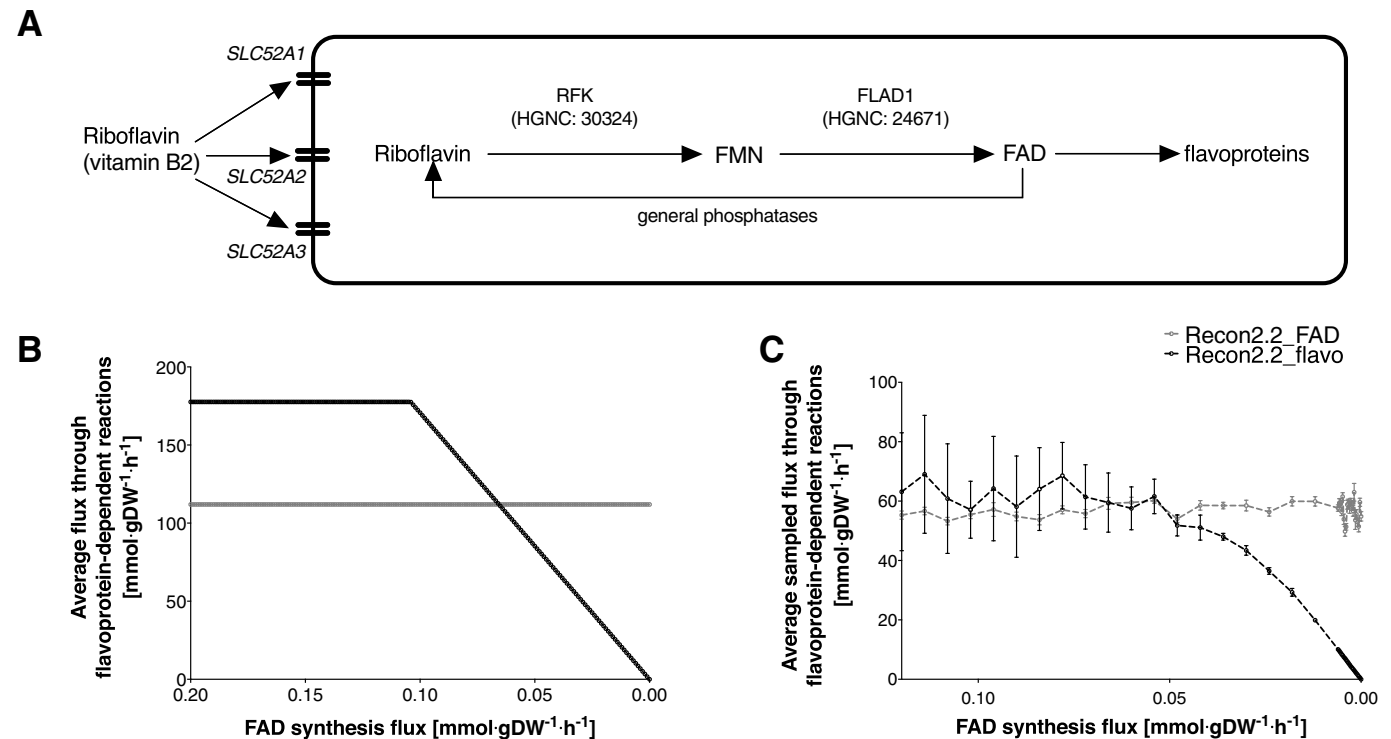 A
SLC52A1
Riboflavin
(vitamin B2)
SLC52A2
SLC52A3
RFK
(HGNC: 30324)
FLAD1
(HGNC: 24671)
Riboflavin
FMN
FAD
flavoproteins
general phosphatases
B
Average flux through
flavoprotein-dependent reactions
[mmol·gDW⁻¹·h⁻¹]
200
150
100
50
0
0.20
0.15
0.10
0.05
0.00
FAD synthesis flux [mmol·gDW⁻¹·h⁻¹]
C
Recon2.2_FAD
Recon2.2_flavo
Average sampled flux through
flavoprotein-dependent reactions
[mmol·gDW⁻¹·h⁻¹]
100
80
60
40
20
0
0.10
0.05
0.00
FAD synthesis flux [mmol·gDW⁻¹·h⁻¹]